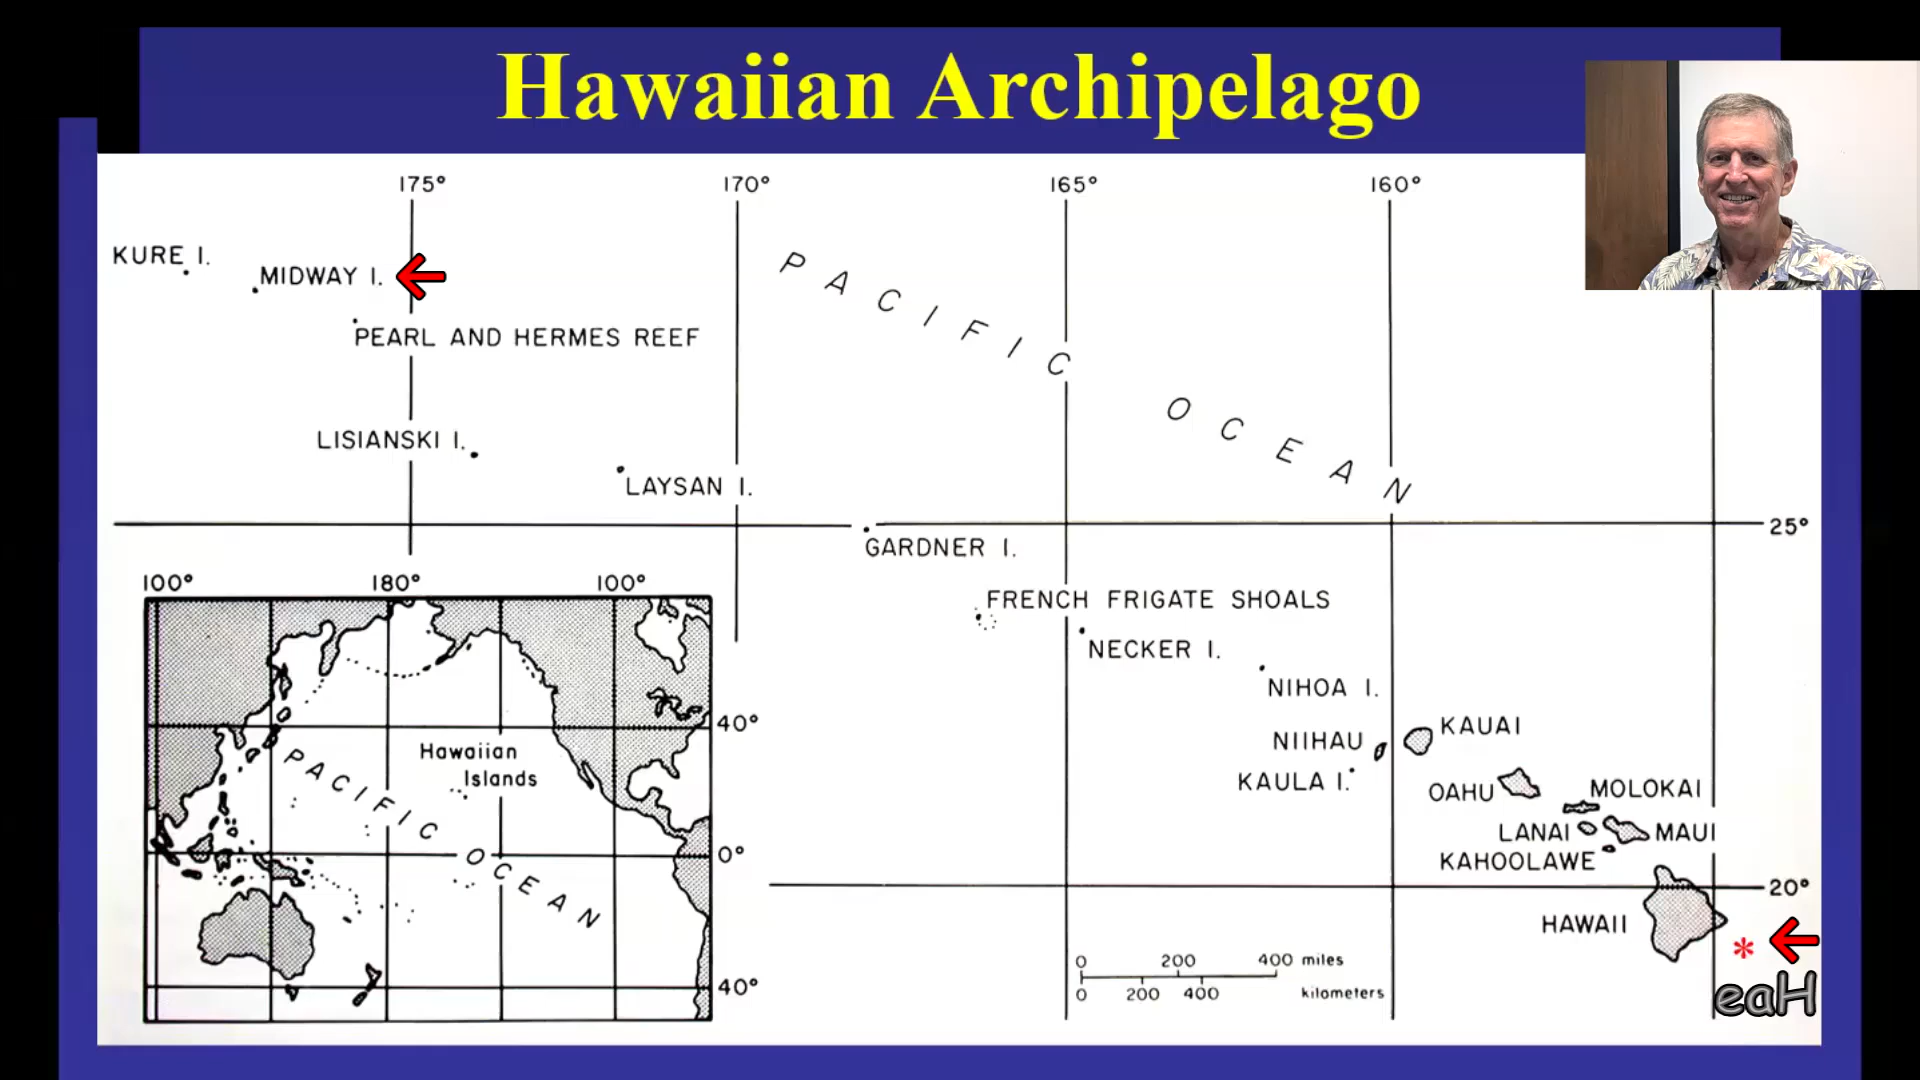 Hawaiian Archipelago
175° 170° 165° 160°
KURE I.
MIDWAY I.
PEARL AND HERMES REEF
PACIFIC OCEAN
LISIANSKI I.
LAYSAN I.
25°
GARDNER I.
FRENCH FRIGATE SHOALS
NECKER I.
NIHOA I.
KAUAI
NIIHAU
KAULA I.
OAHU
MOLOKAI
LANAI
MAUI
KAHOOLAWE
20°
HAWAII
*
eaH
0 200 400 miles
0 200 400 kilometers
100° 180° 100°
40°
Hawaiian
Islands
PACIFIC OCEAN
0°
40°